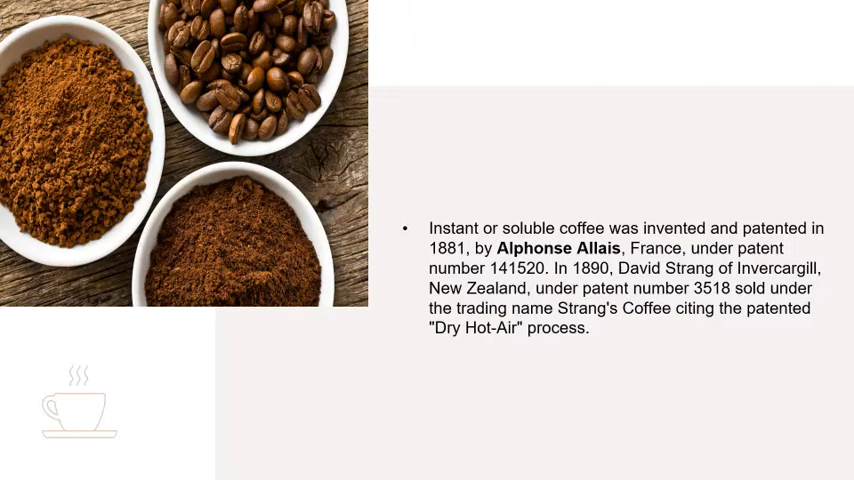 • Instant or soluble coffee was invented and patented in
1881, by Alphonse Allais, France, under patent
number 141520. In 1890, David Strang of Invercargill,
New Zealand, under patent number 3518 sold under
the trading name Strang's Coffee citing the patented
"Dry Hot-Air" process.